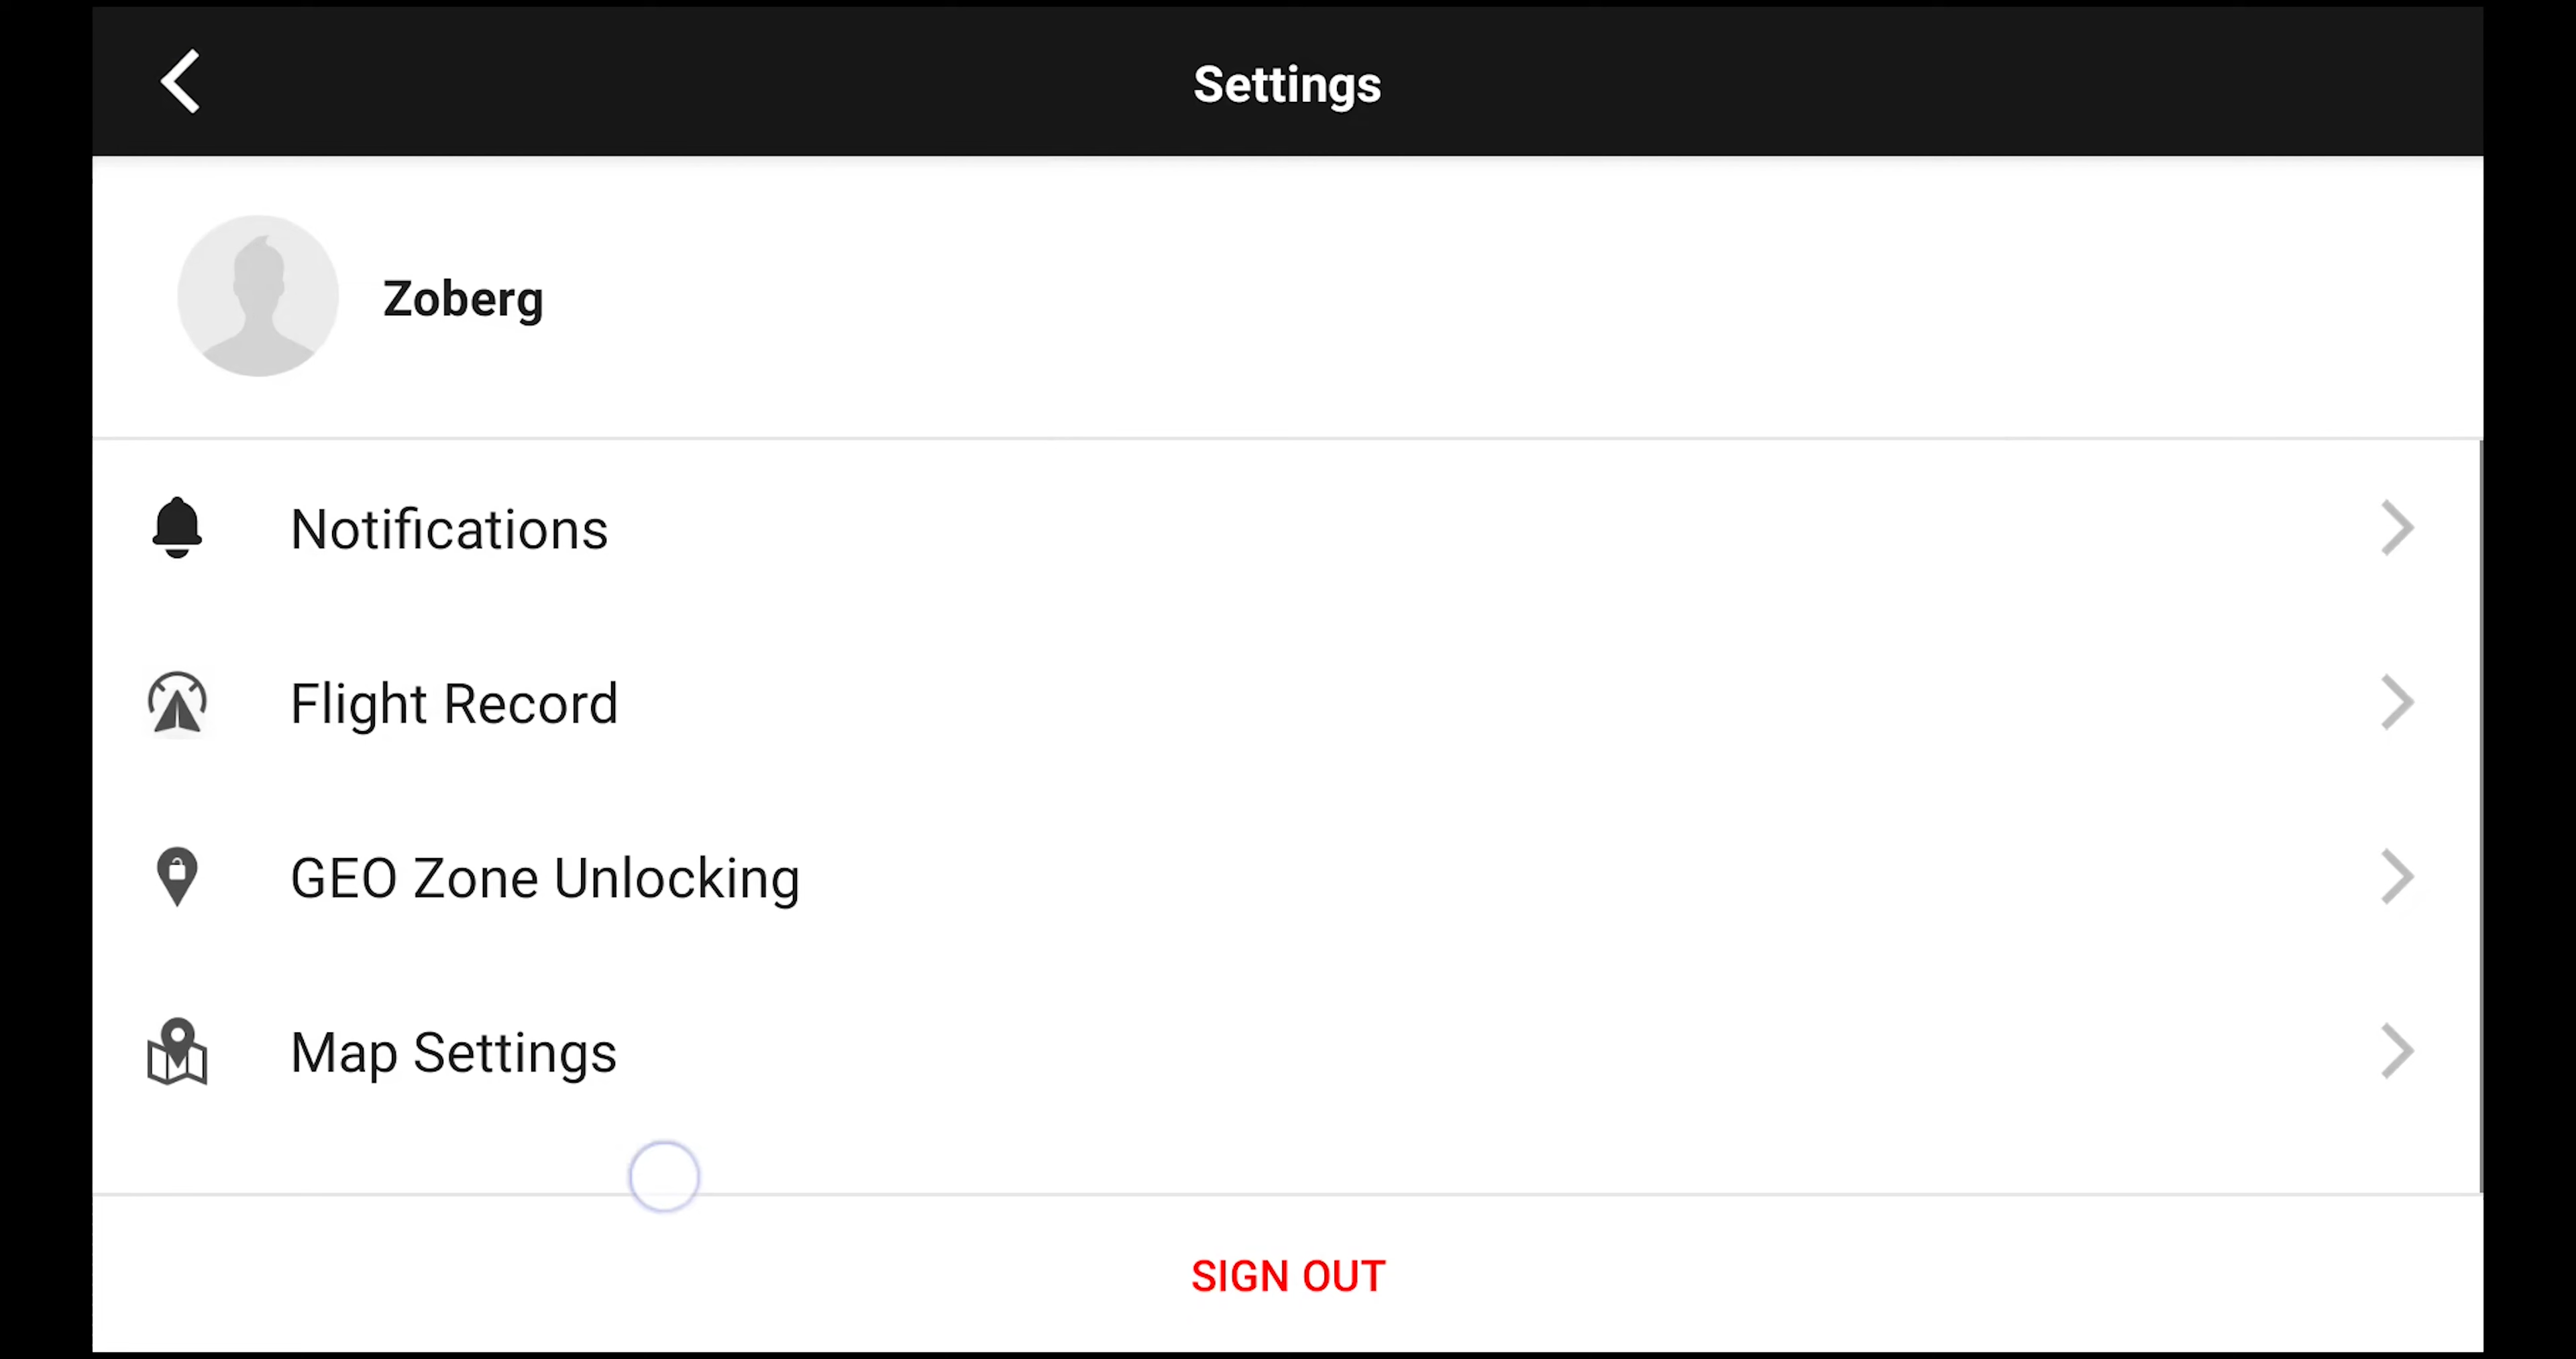 Settings
Zoberg
Notifications
Flight Record
GEO Zone Unlocking
Map Settings
SIGN OUT